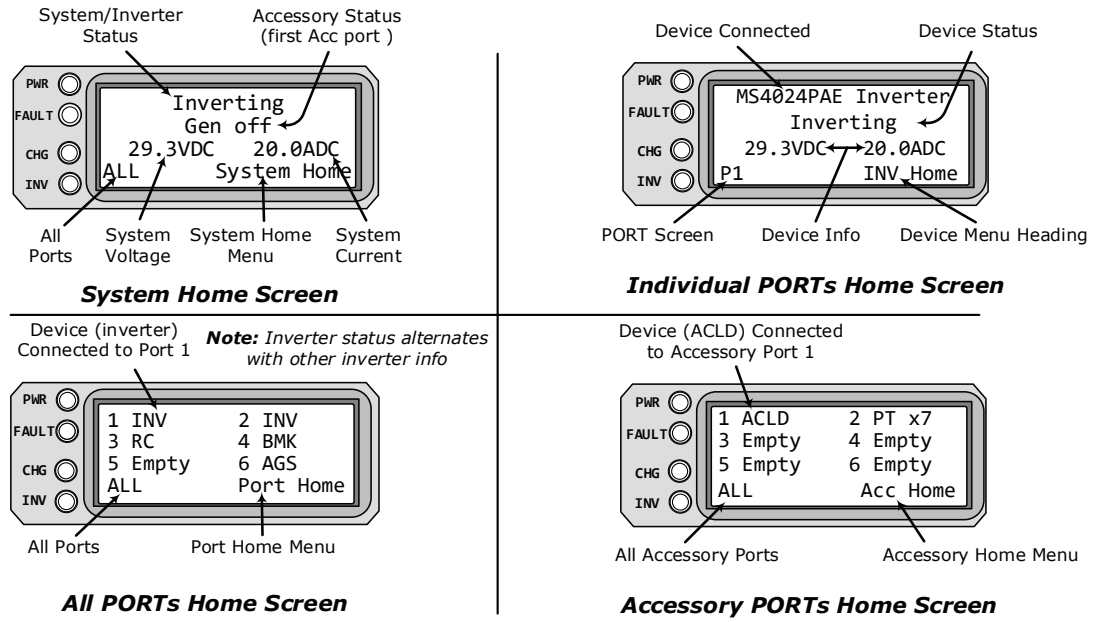 System/Inverter
Status
Accessory Status
(first Acc port )
PWR
FAULT
CHG
INV
Inverting
Gen off
29.3VDC 20.0ADC
ALL System Home
All
Ports
System
Voltage
System Home
Menu
System
Current
System Home Screen
Device Connected
Device Status
PWR
FAULT
CHG
INV
MS4024PAE Inverter
Inverting
29.3VDC 20.0ADC
P1 INV Home
PORT Screen
Device Info
Device Menu Heading
Individual PORTs Home Screen
Device (inverter)
Connected to Port 1
Note: Inverter status alternates
with other inverter info
PWR
FAULT
CHG
INV
1 INV 2 INV
3 RC 4 BMK
5 Empty 6 AGS
ALL Port Home
All Ports
Port Home Menu
All PORTs Home Screen
Device (ACLD) Connected
to Accessory Port 1
PWR
FAULT
CHG
INV
1 ACLD 2 PT x7
3 Empty 4 Empty
5 Empty 6 Empty
ALL Acc Home
All Accessory Ports
Accessory Home Menu
Accessory PORTs Home Screen